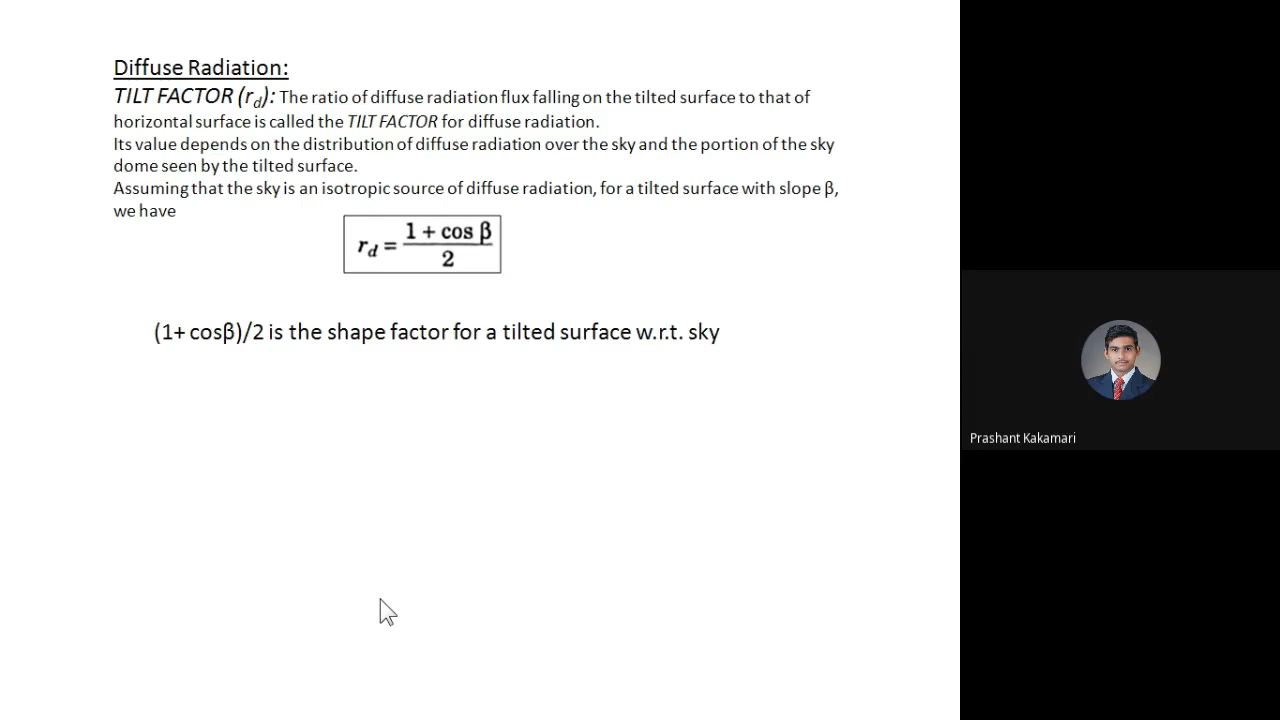 Diffuse Radiation:
TILT FACTOR (rd): The ratio of diffuse radiation flux falling on the tilted surface to that of
horizontal surface is called the TILT FACTOR for diffuse radiation.
Its value depends on the distribution of diffuse radiation over the sky and the portion of the sky
dome seen by the tilted surface.
Assuming that the sky is an isotropic source of diffuse radiation, for a tilted surface with slope β,
we have
rd = (1 + cos β)/2
(1+ cosβ)/2 is the shape factor for a tilted surface w.r.t. sky
Prashant Kakamari